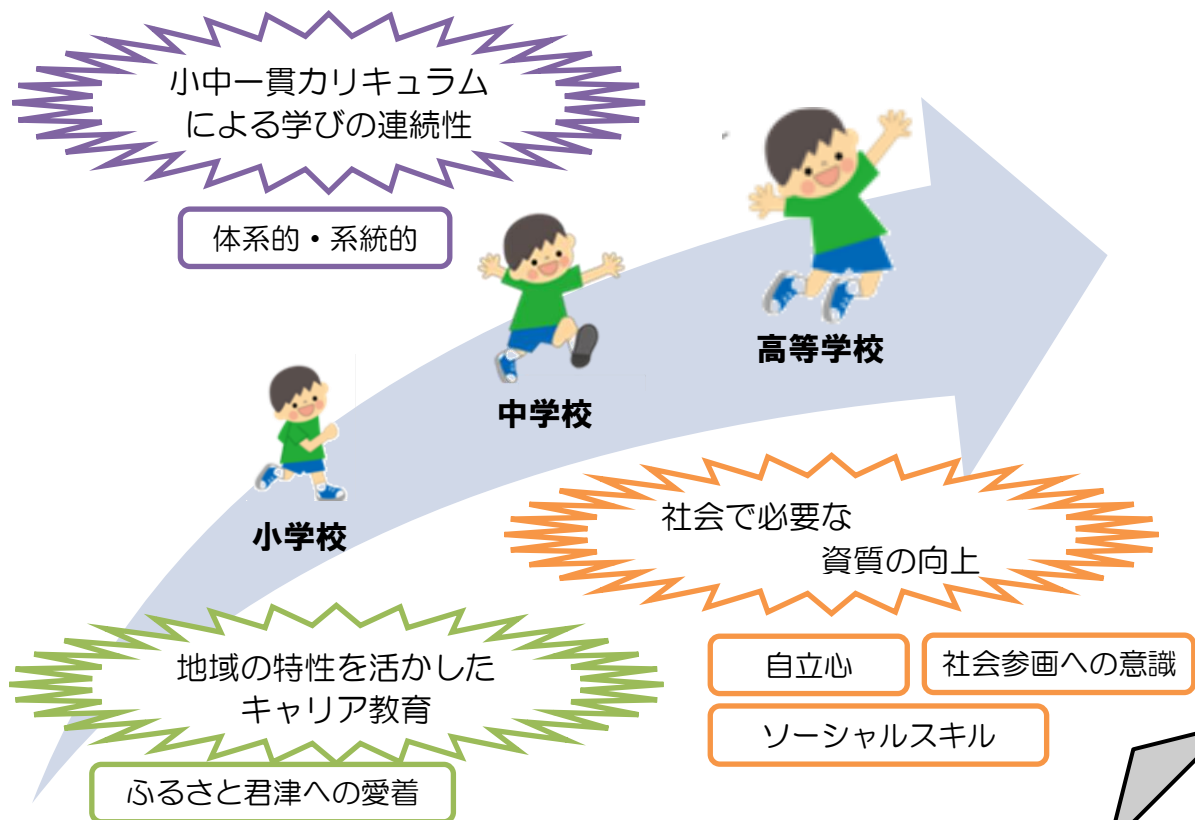 小中一貫カリキュラム
による学びの連続性
体系的・系統的
高等学校
中学校
小学校
社会で必要な
資質の向上
自立心
社会参画への意識
ソーシャルスキル
地域の特性を活かした
キャリア教育
ふるさと君津への愛着